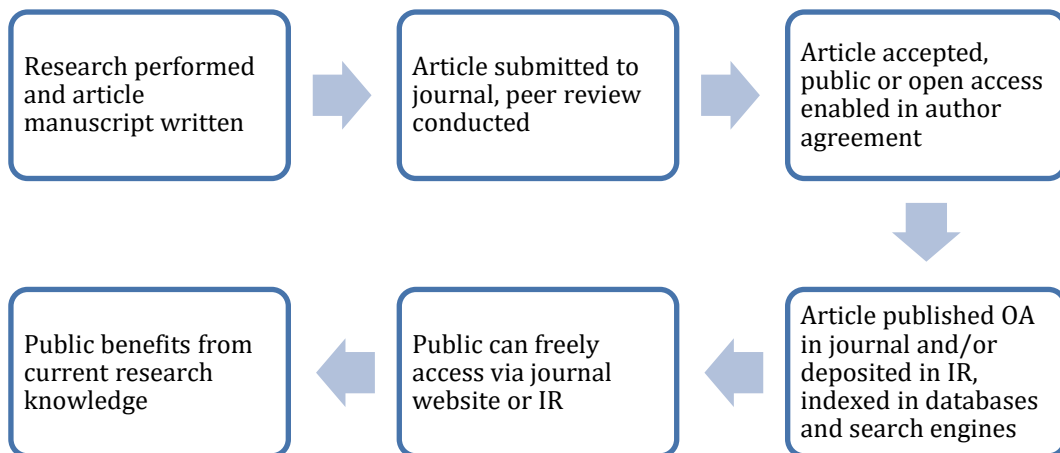 Research performed
and article
manuscript written
Article submitted to
journal, peer review
conducted
Article accepted,
public or open access
enabled in author
agreement
Article published OA
in journal and/or
deposited in IR,
indexed in databases
and search engines
Public can freely
access via journal
website or IR
Public benefits from
current research
knowledge